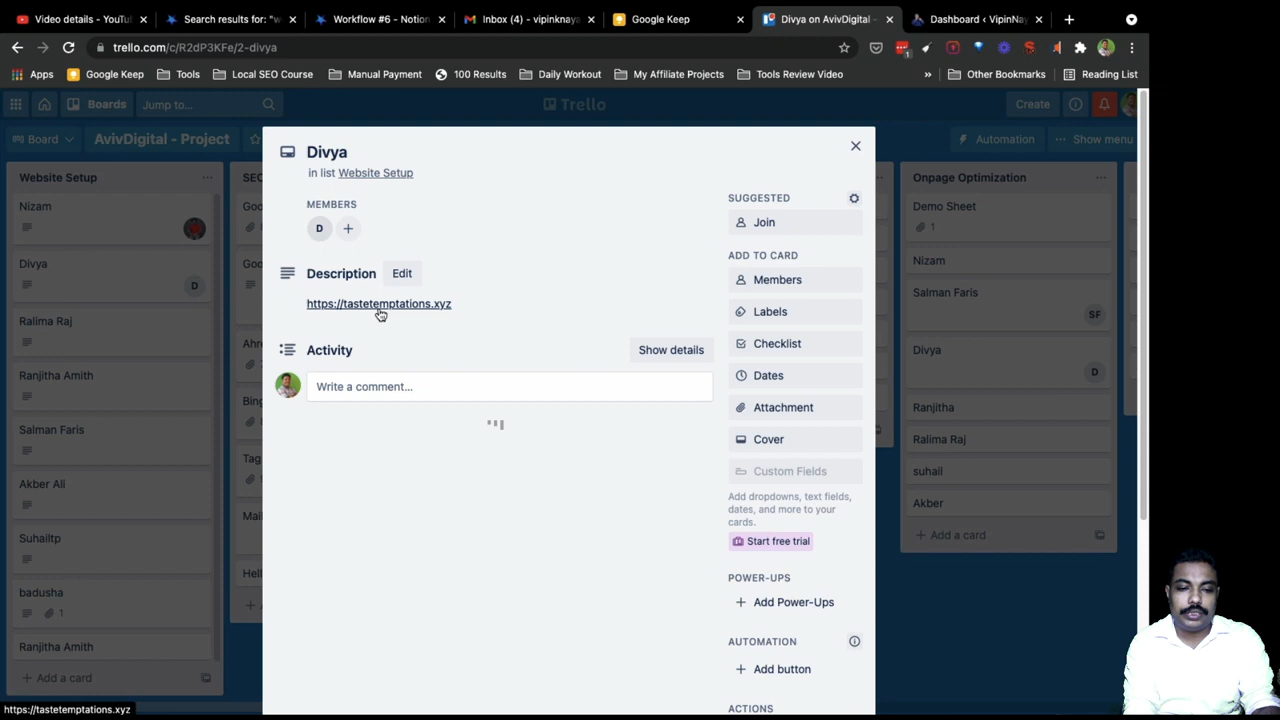 Video details - YouTu
Search results for: "w
Workflow #6 - Notion
Inbox (4) - vipinknaya
Google Keep
Divya on AvivDigital -
Dashboard ‹ VipinNay
trello.com/c/R2dP3KFe/2-divya
1
Apps
Google Keep
Tools
Local SEO Course
Manual Payment
100 Results
Daily Workout
My Affiliate Projects
Tools Review Video
»
Other Bookmarks
Reading List
Boards
Jump to...
Trello
Create
Board
AvivDigital - Project
Automation
Show menu
Website Setup
Nizam
Divya
D
Ralima Raj
Ranjitha Amith
Salman Faris
Akber Ali
Suhailtp
badusha
1
Ranjitha Amith
d a card
Divya
in list Website Setup
MEMBERS
D
Description
Edit
https://tastetemptations.xyz
Activity
Show details
Write a comment…
SUGGESTED
Join
ADD TO CARD
Members
Labels
Checklist
Dates
Attachment
Cover
Custom Fields
Add dropdowns, text fields,
dates, and more to your
cards.
Start free trial
POWER-UPS
Add Power-Ups
AUTOMATION
Add button
ACTIONS
Onpage Optimization
Demo Sheet
1
Nizam
Salman Faris
SF
Divya
D
Ranjitha
Ralima Raj
suhail
Akber
+ Add a card
https://tastetemptations.xyz